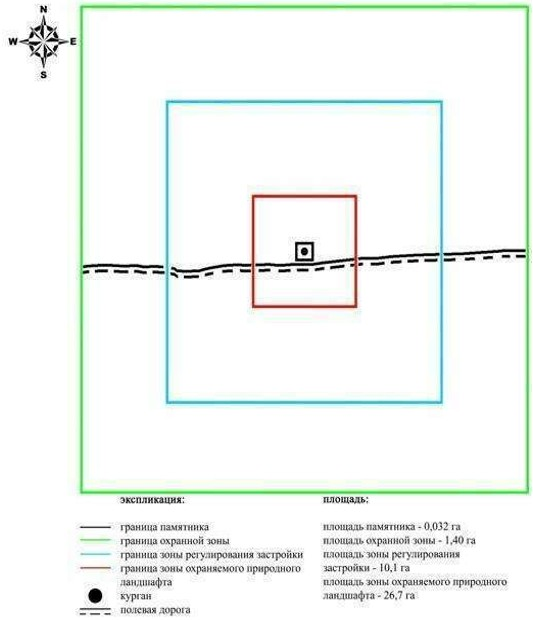 N
W E
S
экспликация:
площадь:
граница памятника
граница охранной зоны
граница зоны регулирования застройки
граница зоны охраняемого природного
ландшафта
курган
полевая дорога
площадь памятника - 0,032 га
площадь охранной зоны - 1,40 га
площадь зоны регулирования
застройки - 10,1 га
площадь зоны охраняемого природного
ландшафта - 26,7 га